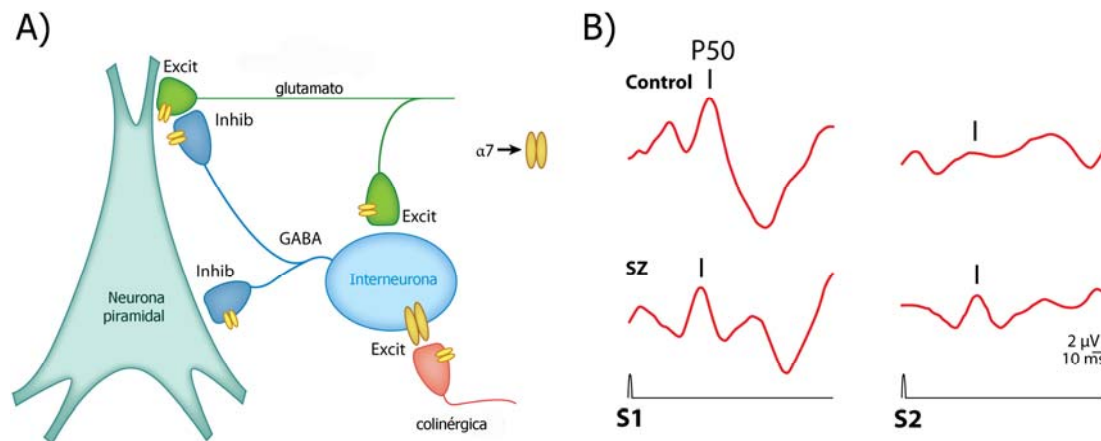 A)
Excit
glutamato
Inhib
α7
Excit
GABA
Inhib
Interneurona
Neurona
piramidal
Excit
colinérgica
B)
P50
Control
SZ
2 µV
10 ms
S1
S2